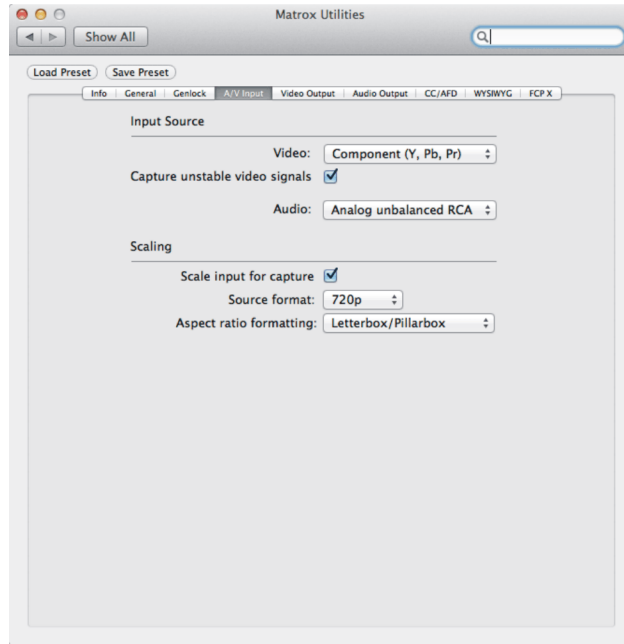 Matrox Utilities
Show All
Load Preset Save Preset
Info General Genlock A/V Input Video Output Audio Output CC/AFD WYSIWYG FCP X
Input Source
Video: Component (Y, Pb, Pr)
Capture unstable video signals
Audio: Analog unbalanced RCA
Scaling
Scale input for capture
Source format: 720p
Aspect ratio formatting: Letterbox/Pillarbox